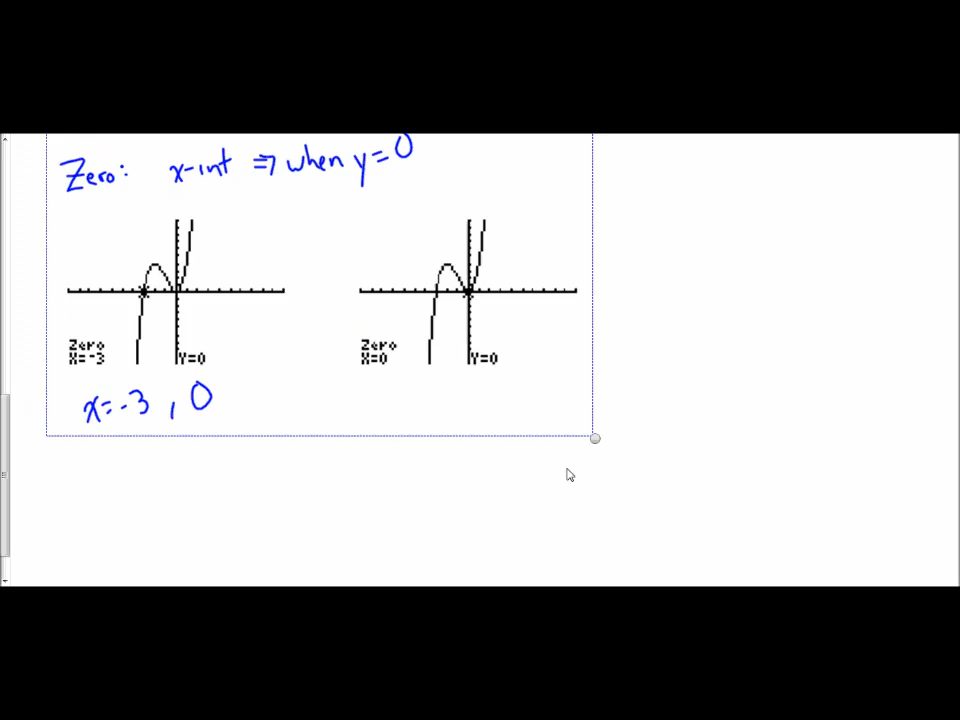 Zero: x-int ⇒ when y=0
Zero
X=-3 Y=0
Zero
X=0 Y=0
x=-3 , 0